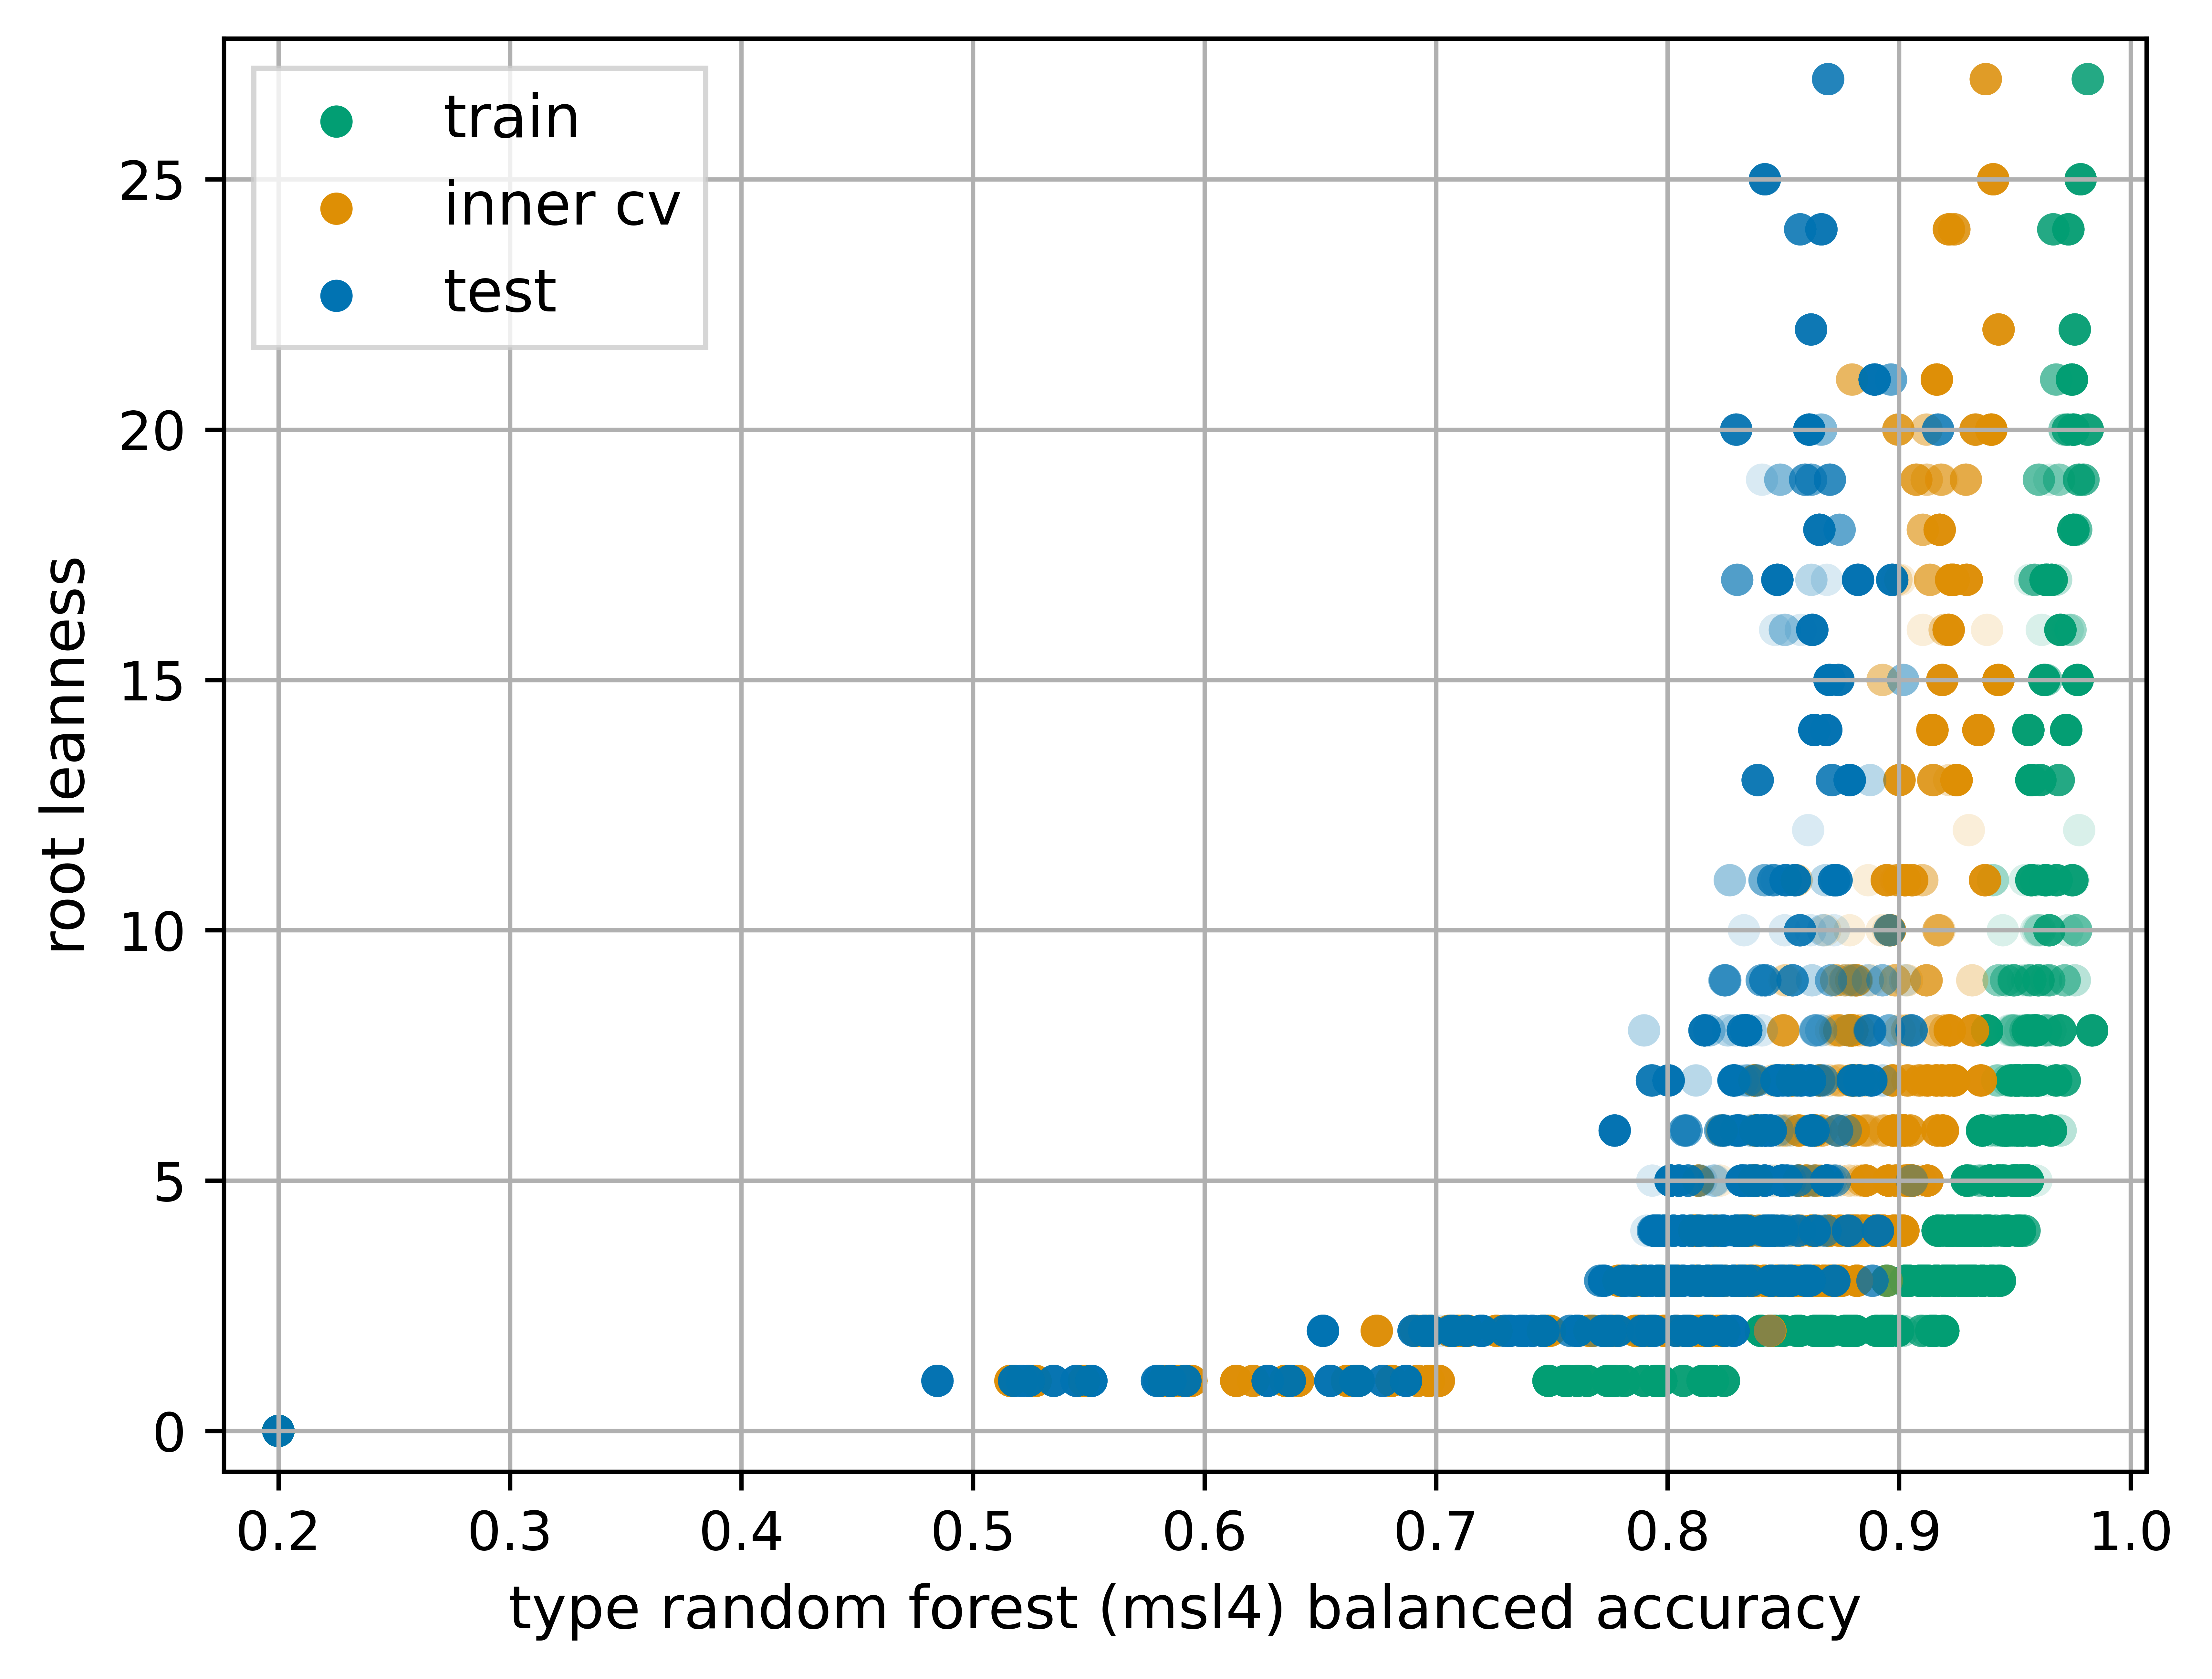 train
inner cv
test
25
20
15
10
5
0
root leanness
0.2 0.3 0.4 0.5 0.6 0.7 0.8 0.9 1.0
type random forest (msl4) balanced accuracy